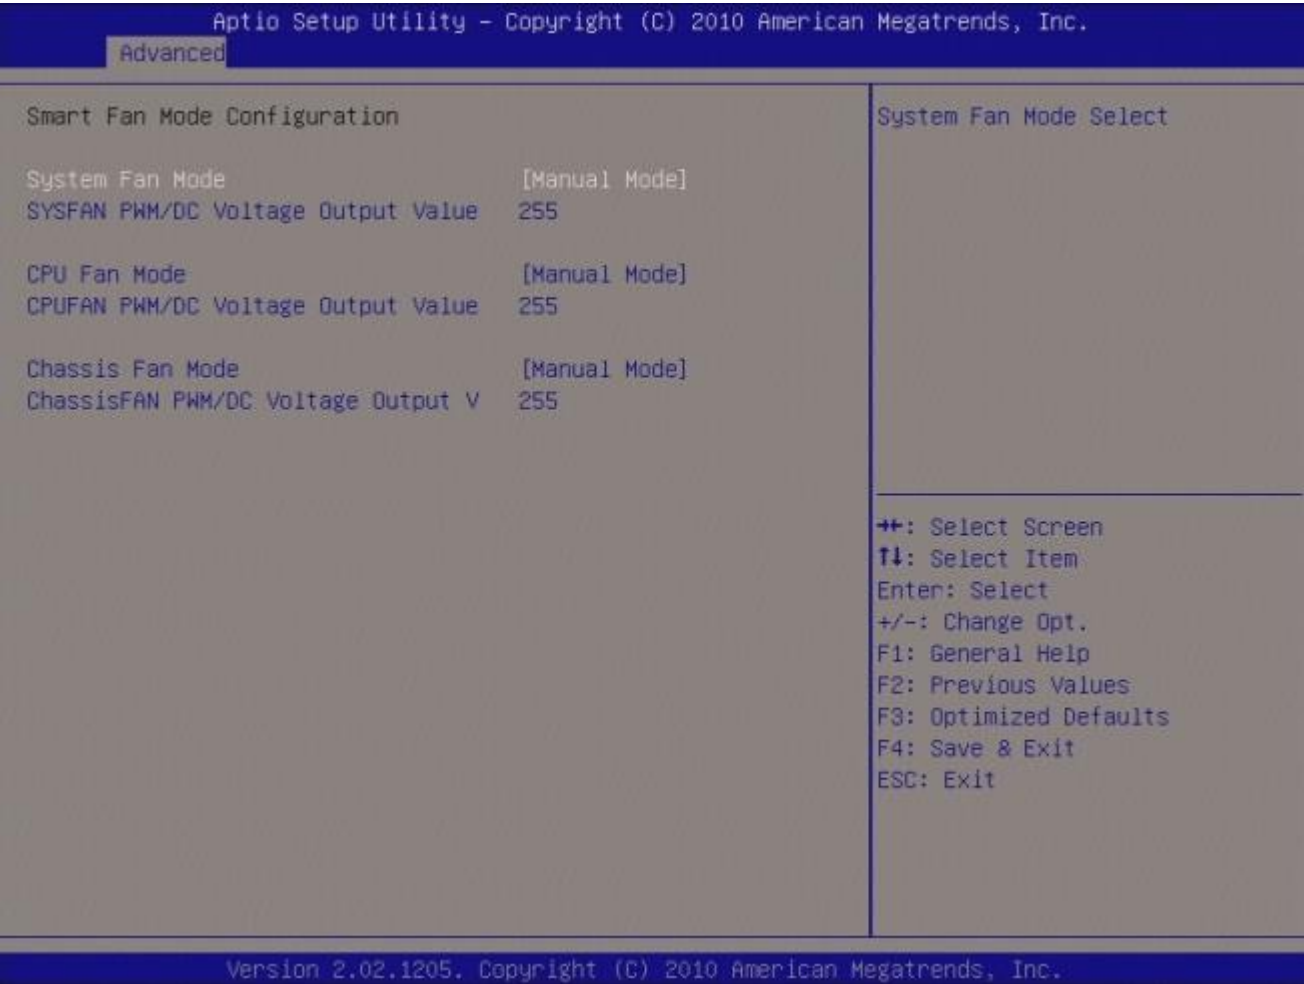 Aptio Setup Utility – Copyright (C) 2010 American Megatrends, Inc.
Advanced
Smart Fan Mode Configuration
System Fan Mode [Manual Mode]
SYSFAN PWM/DC Voltage Output Value 255
CPU Fan Mode [Manual Mode]
CPUFAN PWM/DC Voltage Output Value 255
Chassis Fan Mode [Manual Mode]
ChassisFAN PWM/DC Voltage Output V 255
System Fan Mode Select
→←: Select Screen
↑↓: Select Item
Enter: Select
+/-: Change Opt.
F1: General Help
F2: Previous Values
F3: Optimized Defaults
F4: Save & Exit
ESC: Exit
Version 2.02.1205. Copyright (C) 2010 American Megatrends, Inc.